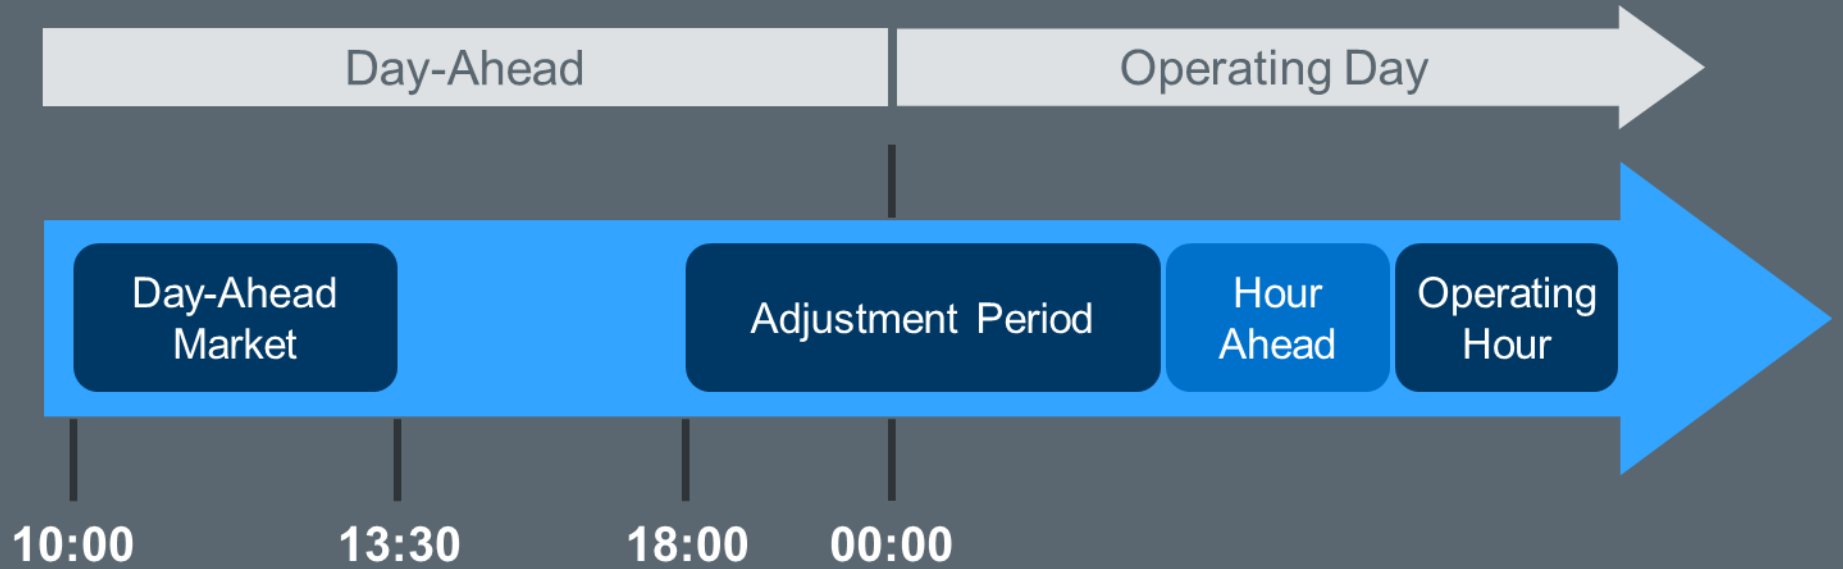 Day-Ahead
Operating Day
Day-Ahead
Market
Adjustment Period
Hour
Ahead
Operating
Hour
10:00
13:30
18:00
00:00